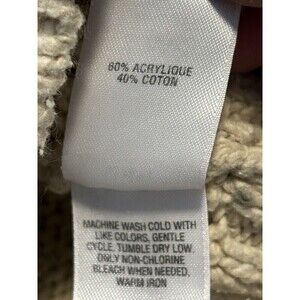 60% ACRYLIQUE
40% COTON
MACHINE WASH COLD WITH
LIKE COLORS, GENTLE
CYCLE. TUMBLE DRY LOW.
ONLY NON-CHLORINE
BLEACH WHEN NEEDED.
WARM IRON